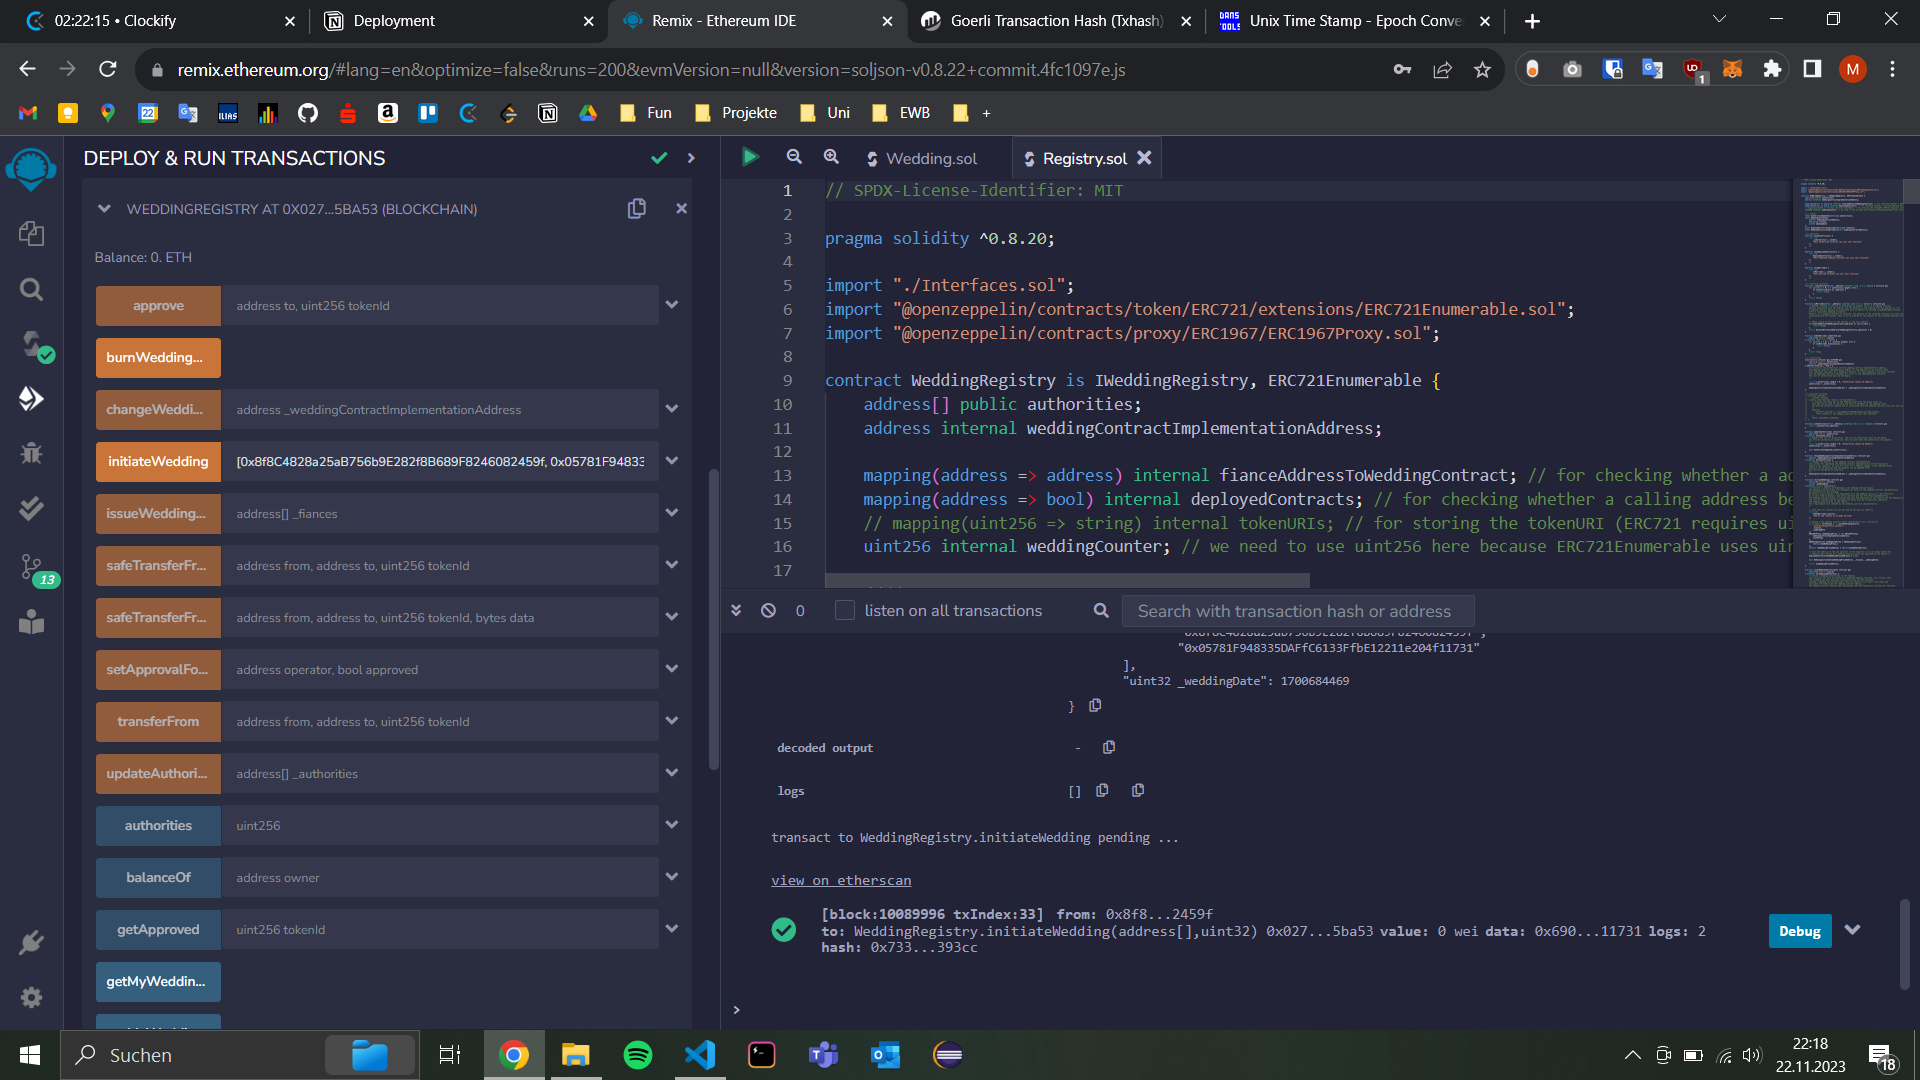 02:22:15 • Clockify
Deployment
Remix - Ethereum IDE
Goerli Transaction Hash (Txhash)
Unix Time Stamp - Epoch Conve
remix.ethereum.org/#lang=en&optimize=false&runs=200&evmVersion=null&version=soljson-v0.8.22+commit.4fc1097e.js
1
M
22
ILIAS
Fun
Projekte
Uni
EWB
+
DEPLOY & RUN TRANSACTIONS
WEDDINGREGISTRY AT 0X027...5BA53 (BLOCKCHAIN)
Balance: 0. ETH
approve address to, uint256 tokenId
burnWedding...
changeWeddi... address _weddingContractImplementationAddress
initiateWedding [0x8f8C4828a25aB756b9E282f8B689F8246082459f, 0x05781F94833
issueWedding... address[] _fiances
safeTransferFr... address from, address to, uint256 tokenId
safeTransferFr... address from, address to, uint256 tokenId, bytes data
setApprovalFo... address operator, bool approved
transferFrom address from, address to, uint256 tokenId
updateAuthori... address[] _authorities
authorities uint256
balanceOf address owner
getApproved uint256 tokenId
getMyWeddin...
13
Wedding.sol
Registry.sol
1 // SPDX-License-Identifier: MIT
2
3 pragma solidity ^0.8.20;
4
5 import "./Interfaces.sol";
6 import "@openzeppelin/contracts/token/ERC721/extensions/ERC721Enumerable.sol";
7 import "@openzeppelin/contracts/proxy/ERC1967/ERC1967Proxy.sol";
8
9 contract WeddingRegistry is IWeddingRegistry, ERC721Enumerable {
10 address[] public authorities;
11 address internal weddingContractImplementationAddress;
12
13 mapping(address => address) internal fianceAddressToWeddingContract; // for checking whether a ad
14 mapping(address => bool) internal deployedContracts; // for checking whether a calling address be
15 // mapping(uint256 => string) internal tokenURIs; // for storing the tokenURI (ERC721 requires ui
16 uint256 internal weddingCounter; // we need to use uint256 here because ERC721Enumerable uses uin
17
0
listen on all transactions
Search with transaction hash or address
"0x05781F948335DAFfC6133FfbE12211e204f11731"
],
"uint32 _weddingDate": 1700684469
}
decoded output -
logs []
transact to WeddingRegistry.initiateWedding pending ...
view on etherscan
[block:10089996 txIndex:33] from: 0x8f8...2459f
to: WeddingRegistry.initiateWedding(address[],uint32) 0x027...5ba53 value: 0 wei data: 0x690...11731 logs: 2
hash: 0x733...393cc
Debug
>
Suchen
22:18
22.11.2023
18